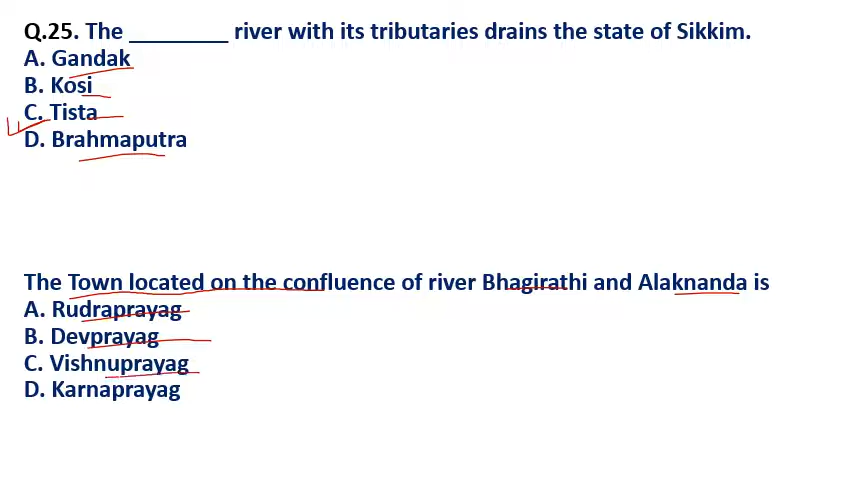 Q.25. The ________ river with its tributaries drains the state of Sikkim.
A. Gandak
B. Kosi
C. Tista
D. Brahmaputra
The Town located on the confluence of river Bhagirathi and Alaknanda is
A. Rudraprayag
B. Devprayag
C. Vishnuprayag
D. Karnaprayag